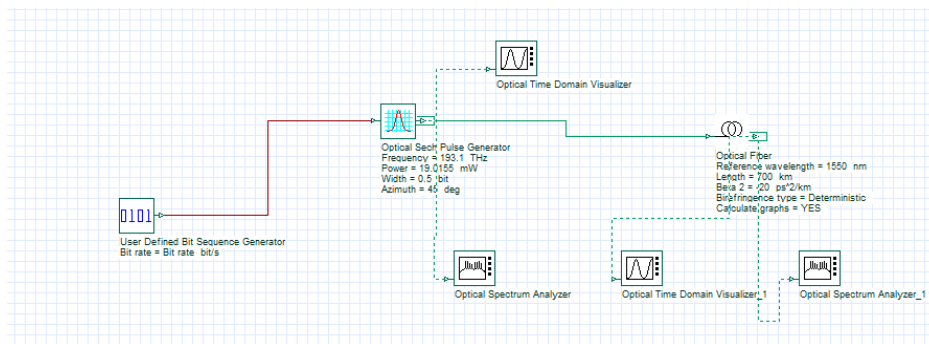 Optical Time Domain Visualizer
Optical Sech Pulse Generator
Frequency = 193.1 THz
Power = 19.0155 mW
Width = 0.5 bit
Azimuth = 45 deg
Optical Fiber
Reference wavelength = 1550 nm
Length = 700 km
Beta 2 = -20 ps^2/km
Birefringence type = Deterministic
Calculate graphs = YES
0101
User Defined Bit Sequence Generator
Bit rate = Bit rate bit/s
Optical Spectrum Analyzer
Optical Time Domain Visualizer_1
Optical Spectrum Analyzer_1